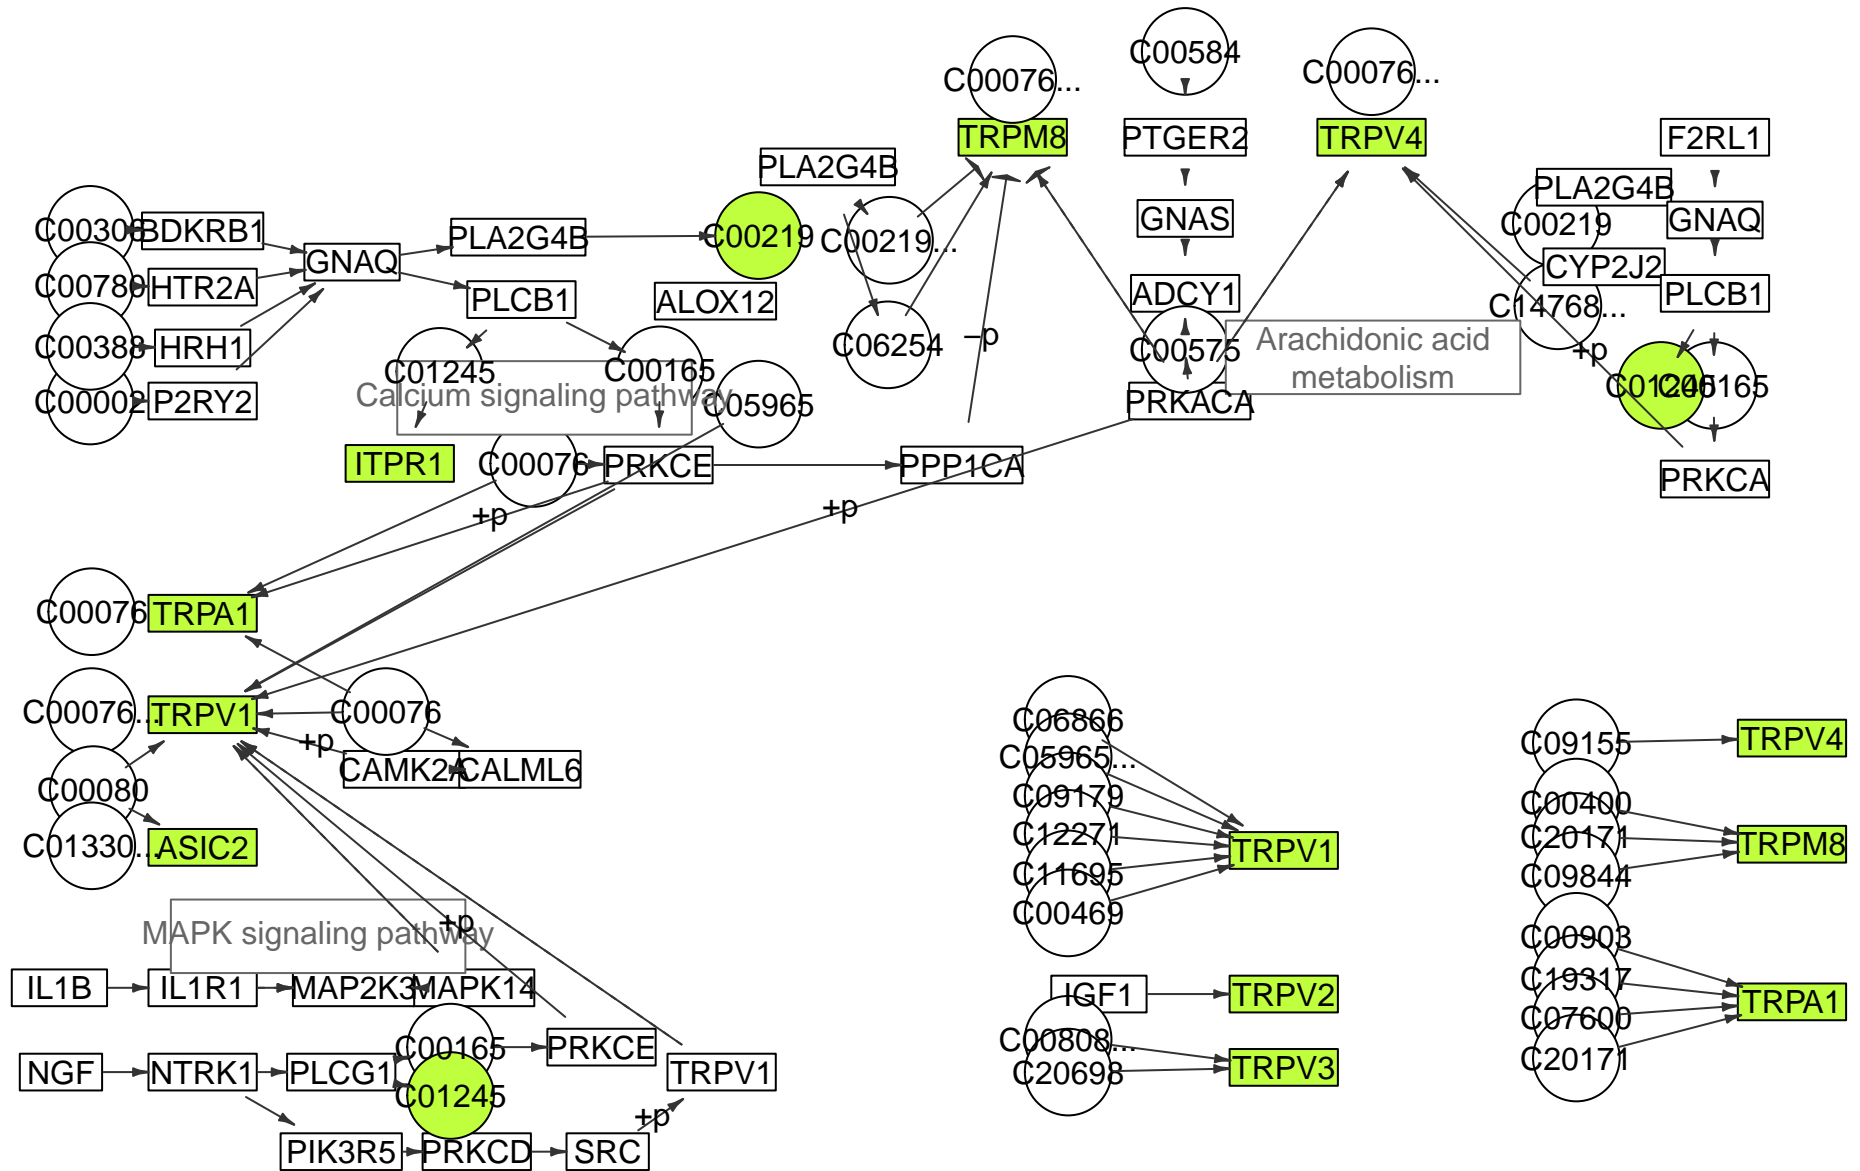 C00584
C00076...
C00076...
TRPM8
PTGER2
TRPV4
F2RL1
PLA2G4B
PLA2G4B
C00219
GNAS
GNAQ
BDKRB1
PLA2G4B
C00219
C00219...
GNAQ
CYP2J2
C00780
HTR2A
PLCB1
ALOX12
ADCY1
PLCB1
C14768...
C00388
HRH1
C06254
–p
C00575
Arachidonic acid
metabolism
+p
C01245
C00165
Calcium signaling pathway
C05965
C01245
C00165
C00002
P2RY2
PRKACA
ITPR1
C00076
PRKCE
PPP1CA
PRKCA
+p
+p
C00076
TRPA1
C00076...
TRPV1
C00076
+p
CAMK2A
CALML6
C00080
C01330...
ASIC2
C06866
C05965...
C09179
C12271
C11695
C00469
TRPV1
C09155
TRPV4
C00400
C20171
C09844
TRPM8
MAPK signaling pathway
+p
IL1B
IL1R1
MAP2K3
MAPK14
IGF1
TRPV2
C00903
C19317
C07600
C20171
TRPA1
C00165
PRKCE
C00808...
C20698
TRPV3
NGF
NTRK1
PLCG1
C01245
TRPV1
+p
PIK3R5
PRKCD
SRC